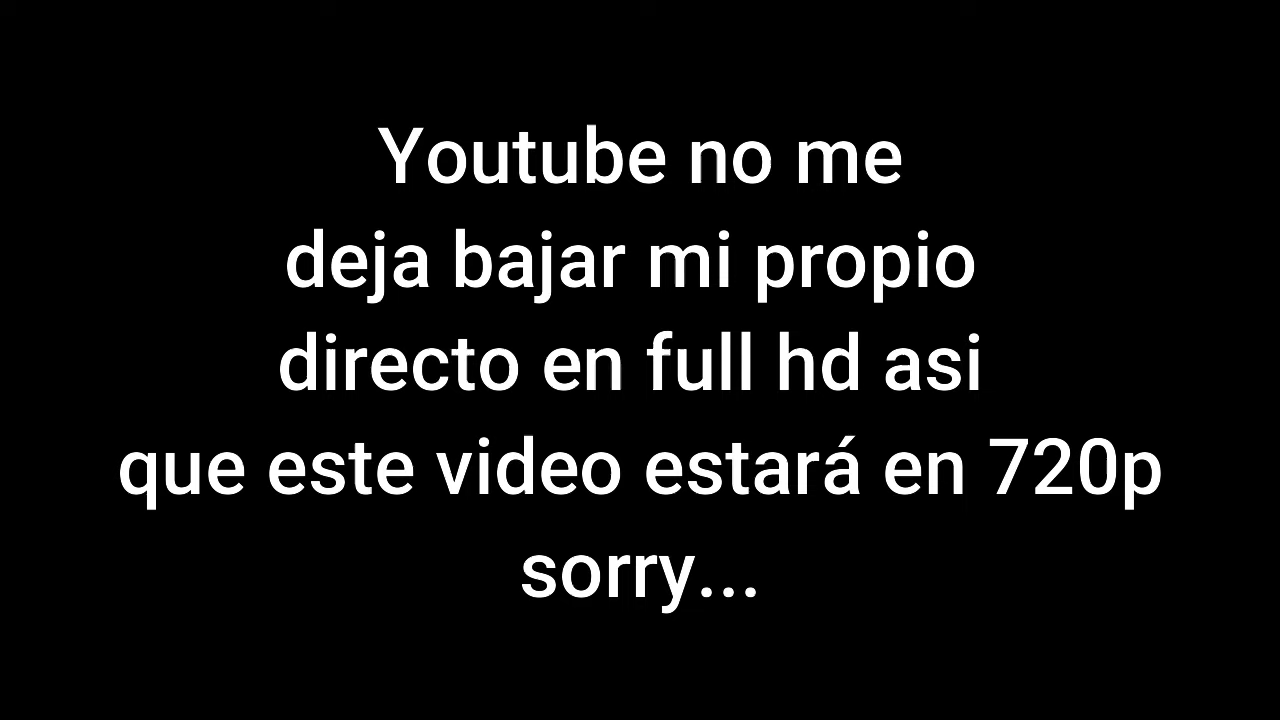 Youtube no me
deja bajar mi propio
directo en full hd asi
que este video estará en 720p
sorry...